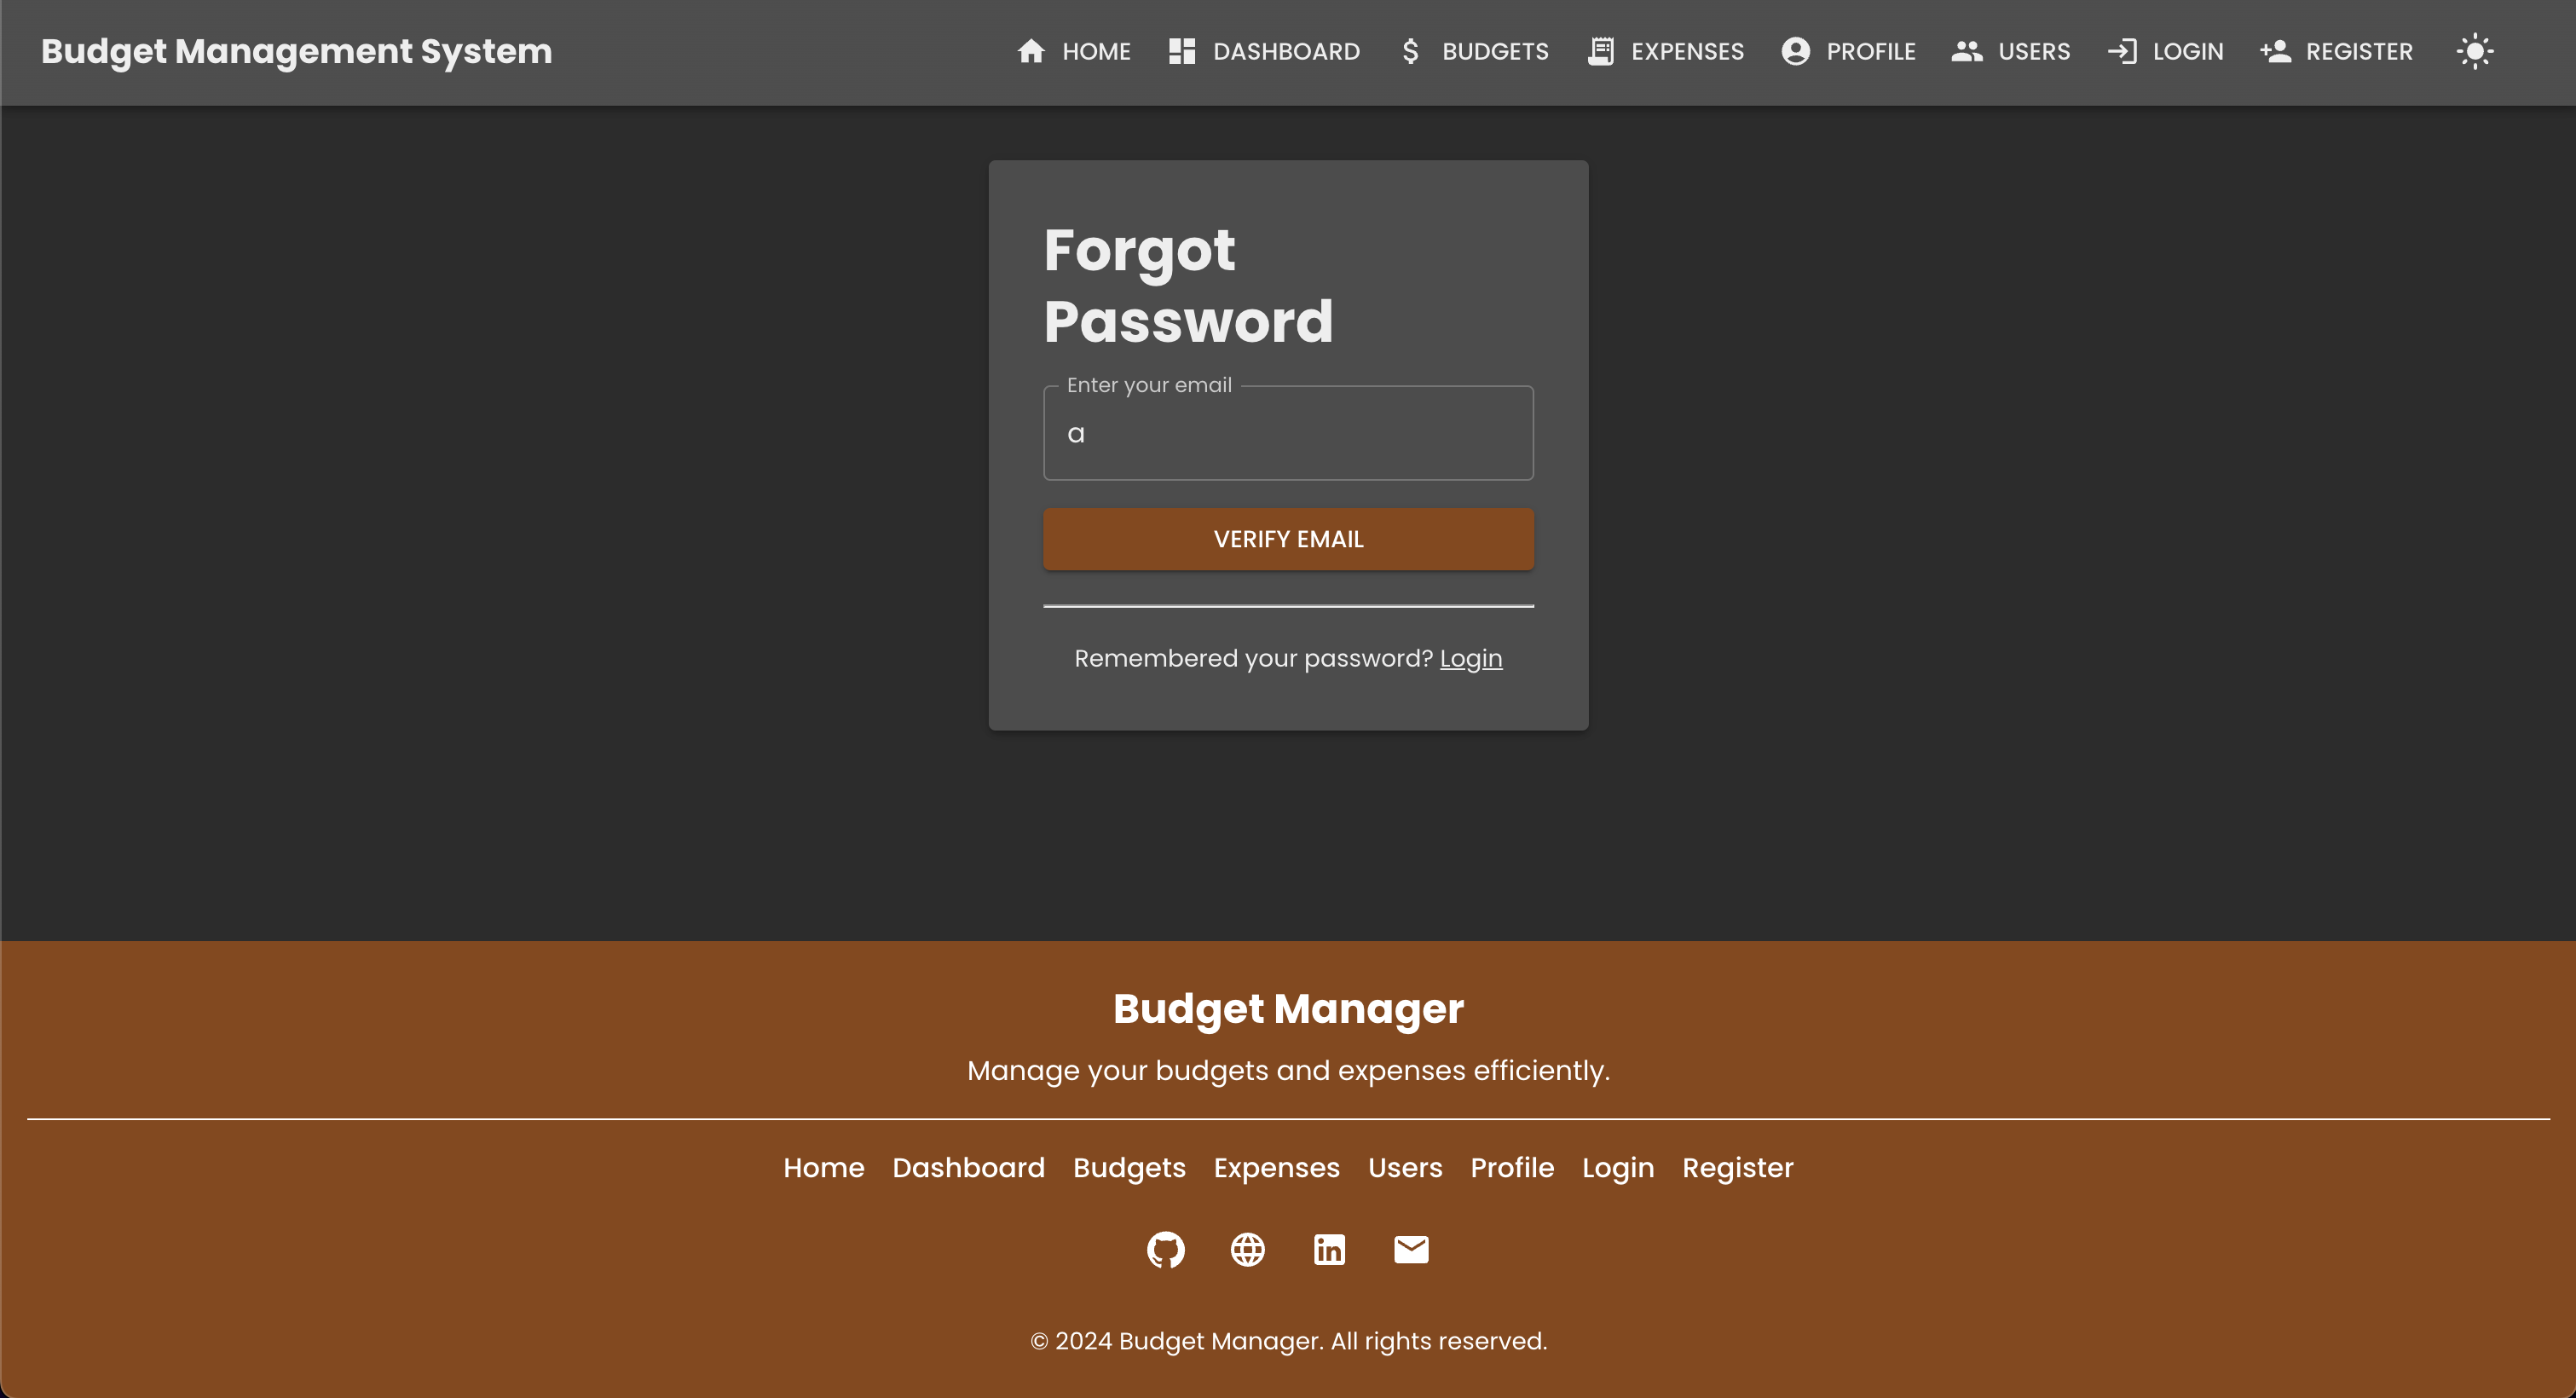 Budget Management System
HOME DASHBOARD BUDGETS EXPENSES PROFILE USERS LOGIN REGISTER
Forgot
Password
Enter your email
a
VERIFY EMAIL
Remembered your password? Login
Budget Manager
Manage your budgets and expenses efficiently.
Home Dashboard Budgets Expenses Users Profile Login Register
© 2024 Budget Manager. All rights reserved.